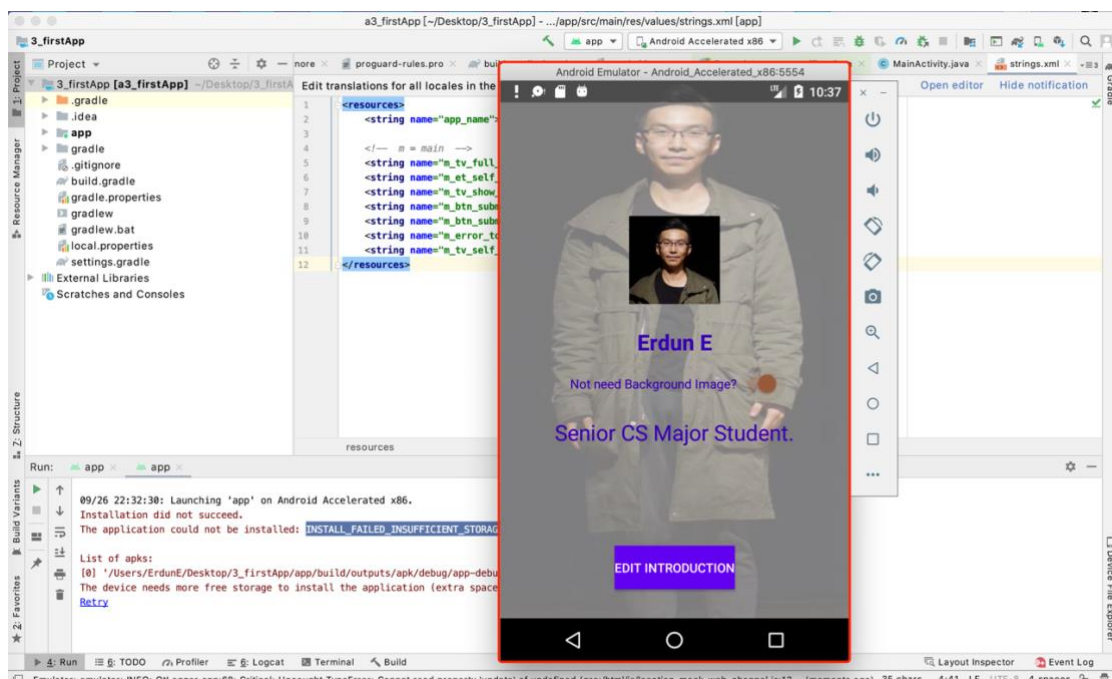 a3_firstApp [~/Desktop/3_firstApp] - .../app/src/main/res/values/strings.xml [app]
3_firstApp
app
Android Accelerated x86
1: Project
Resource Manager
Z: Structure
Build Variants
2: Favorites
Project
3_firstApp [a3_firstApp] ~/Desktop/3_firstA
.gradle
.idea
app
gradle
.gitignore
build.gradle
gradle.properties
gradlew
gradlew.bat
local.properties
settings.gradle
External Libraries
Scratches and Consoles
nore
proguard-rules.pro
MainActivity.java
strings.xml
Gradle
Edit translations for all locales in the
Open editor
Hide notification
1 <resources>
2 <string name="app_name">
3
4 <!-- m = main -->
5 <string name="m_tv_full_
6 <string name="m_et_self_
7 <string name="m_tv_show_
8 <string name="m_btn_subm
9 <string name="m_btn_subm
10 <string name="m_error_to
11 <string name="m_tv_self_
12 </resources>
resources
Android Emulator - Android_Accelerated_x86:5554
10:37
Erdun E
Not need Background Image?
Senior CS Major Student.
EDIT INTRODUCTION
Run: app app
09/26 22:32:30: Launching 'app' on Android Accelerated x86.
Installation did not succeed.
The application could not be installed: INSTALL_FAILED_INSUFFICIENT_STORAG
List of apks:
[0] '/Users/ErdunE/Desktop/3_firstApp/app/build/outputs/apk/debug/app-debu
The device needs more free storage to install the application (extra space
Retry
Device File Explorer
4: Run
6: TODO
Profiler
6: Logcat
Terminal
Build
Layout Inspector
Event Log